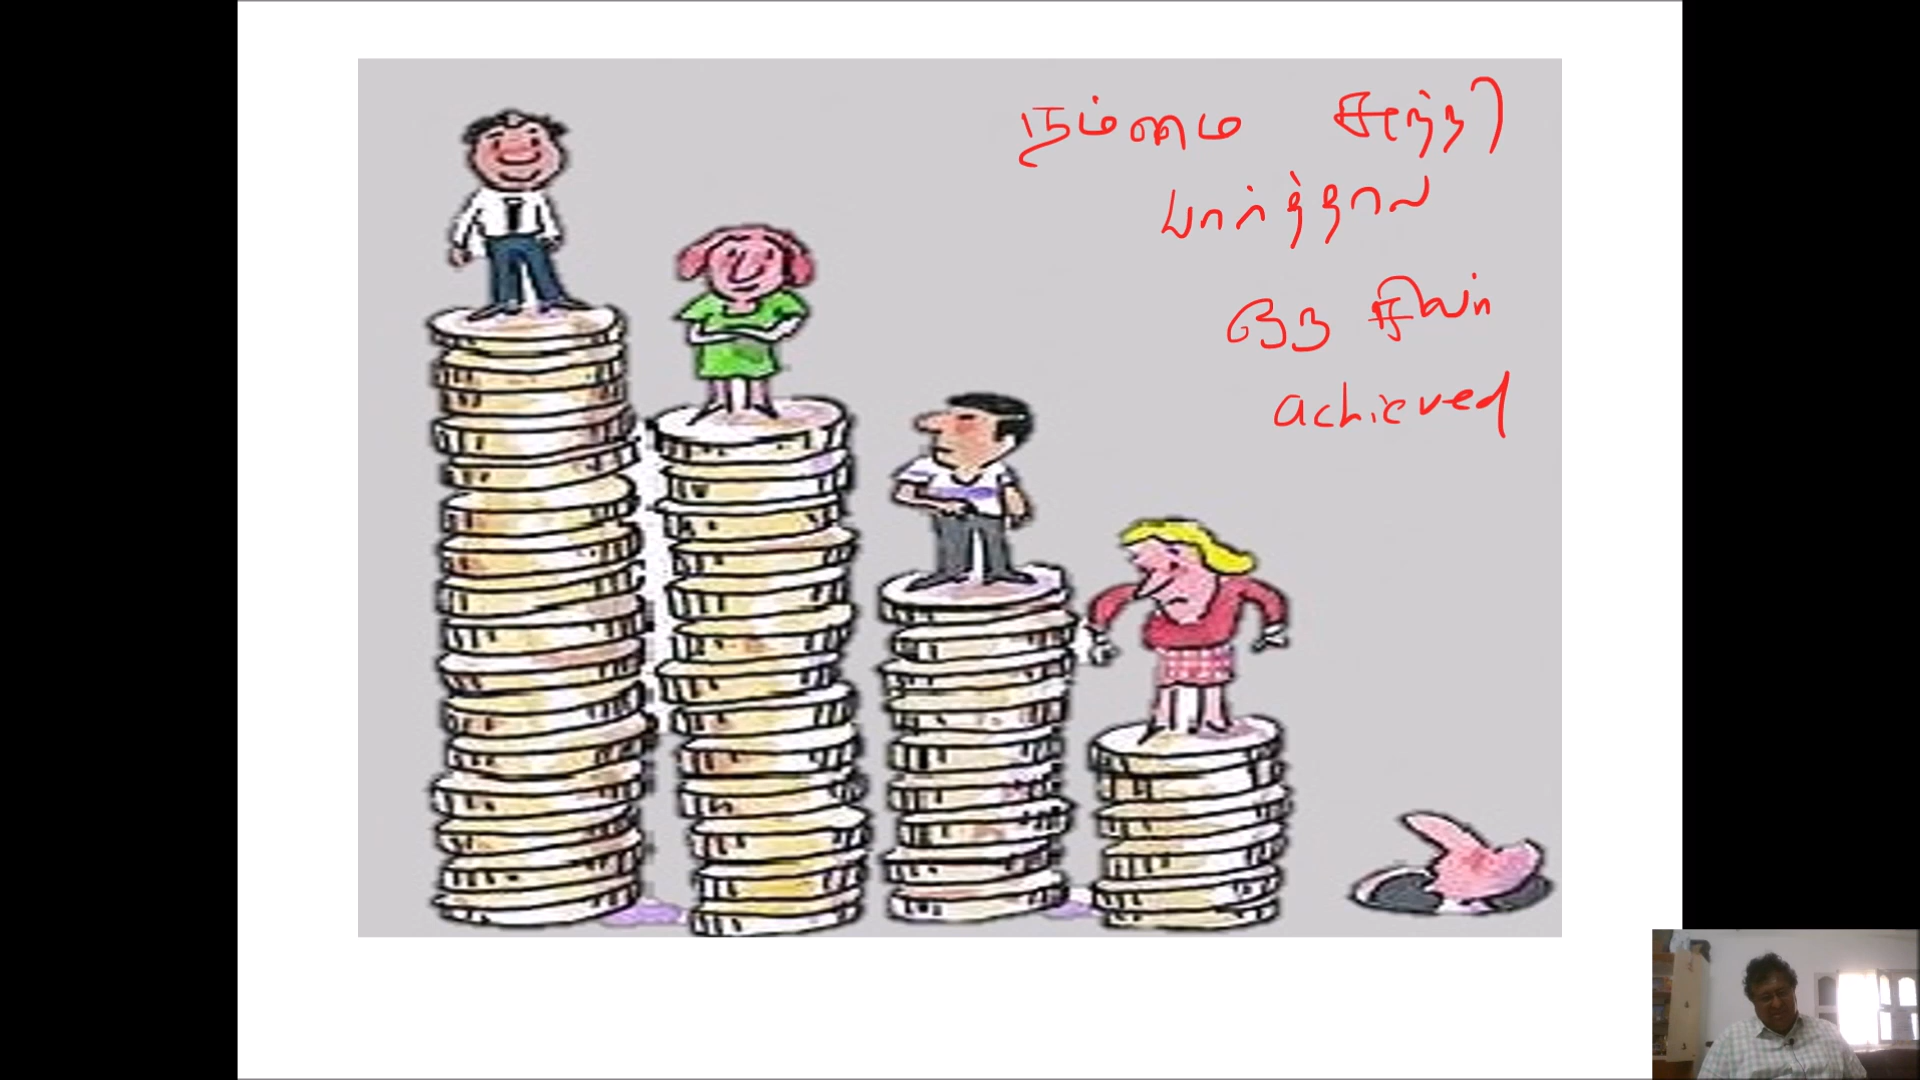 நம்மை சுற்றி
பார்த்தால்
ஒரு சிலர்
achieved